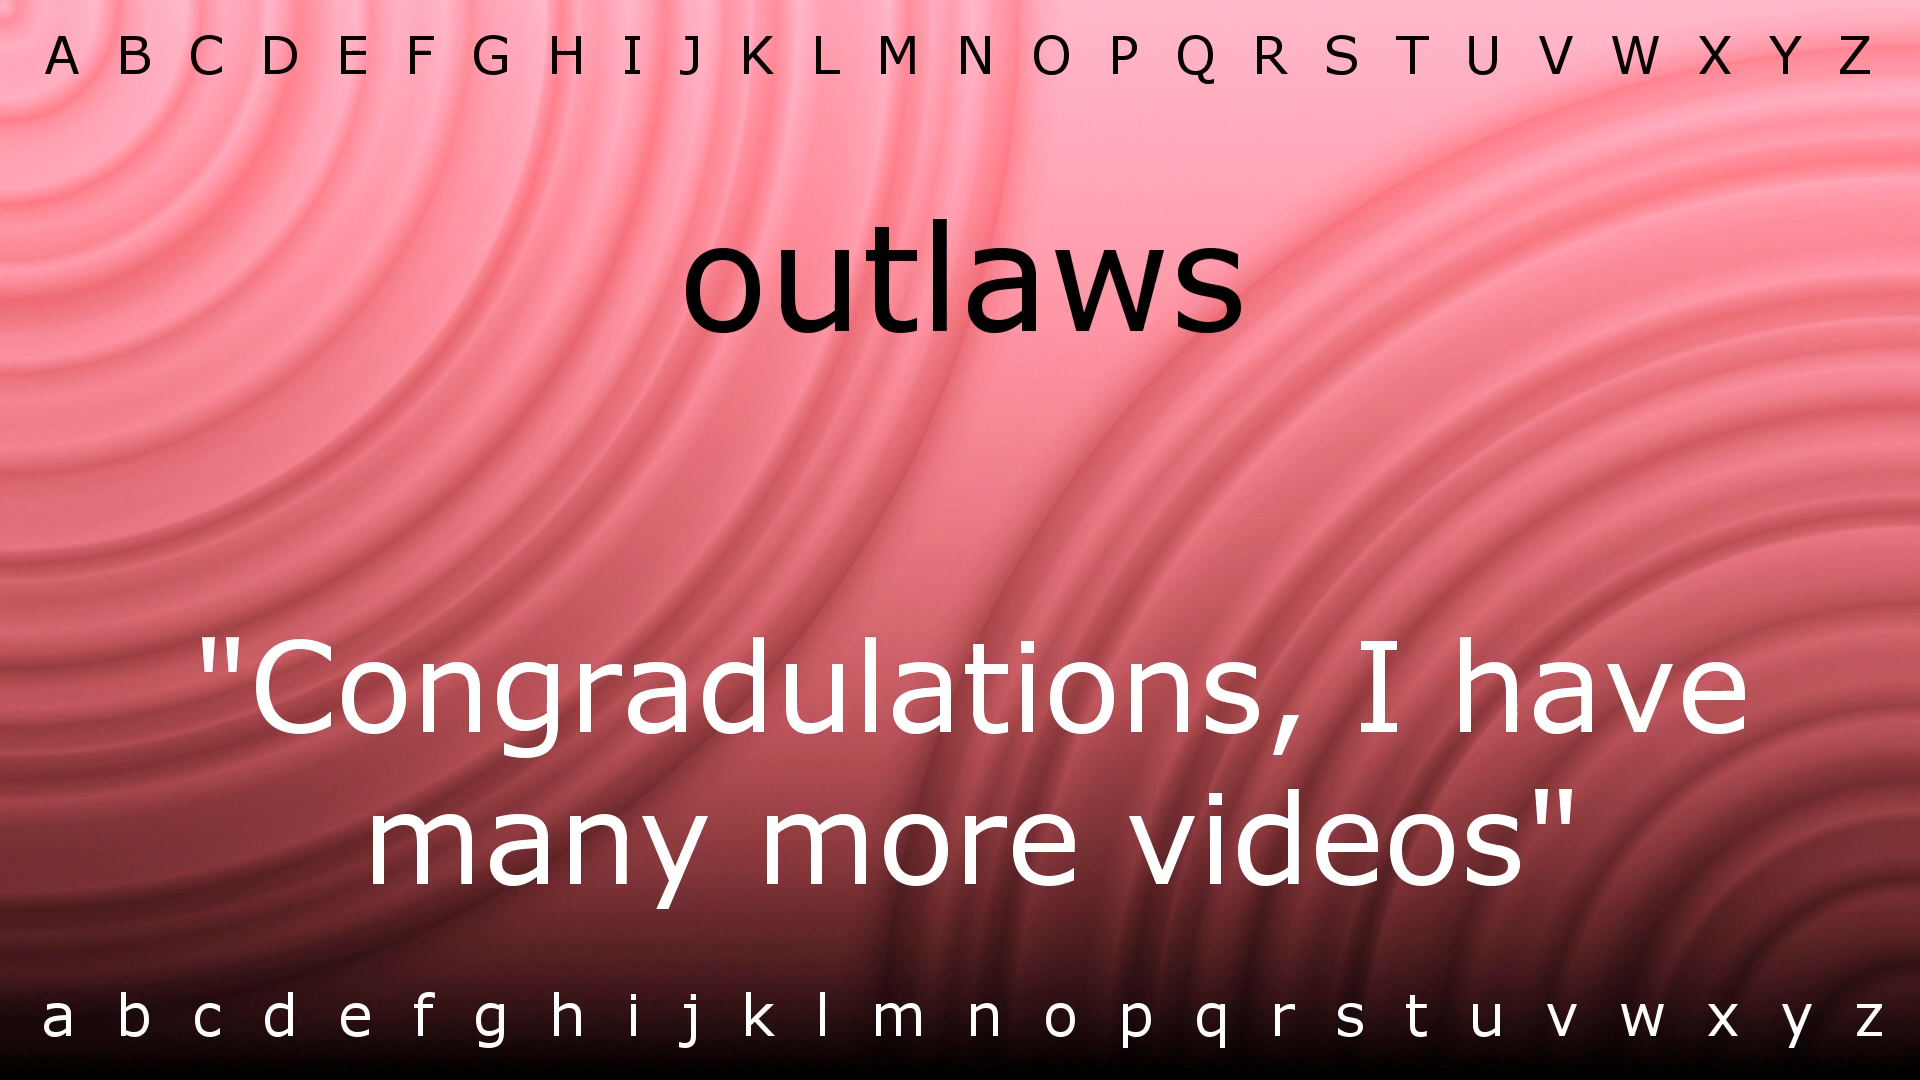 A B C D E F G H I J K L M N O P Q R S T U V W X Y Z
outlaws
"Congradulations, I have
many more videos"
a b c d e f g h i j k l m n o p q r s t u v w x y z